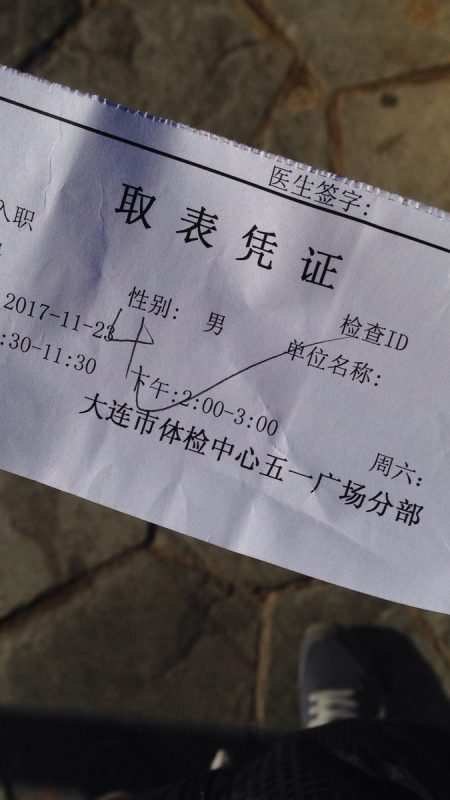 医生签字:
取表凭证
入职 性别: 男 检查ID
2017-11-23 单位名称:
:30-11:30 下午:2:00-3:00 周六:
大连市体检中心五一广场分部